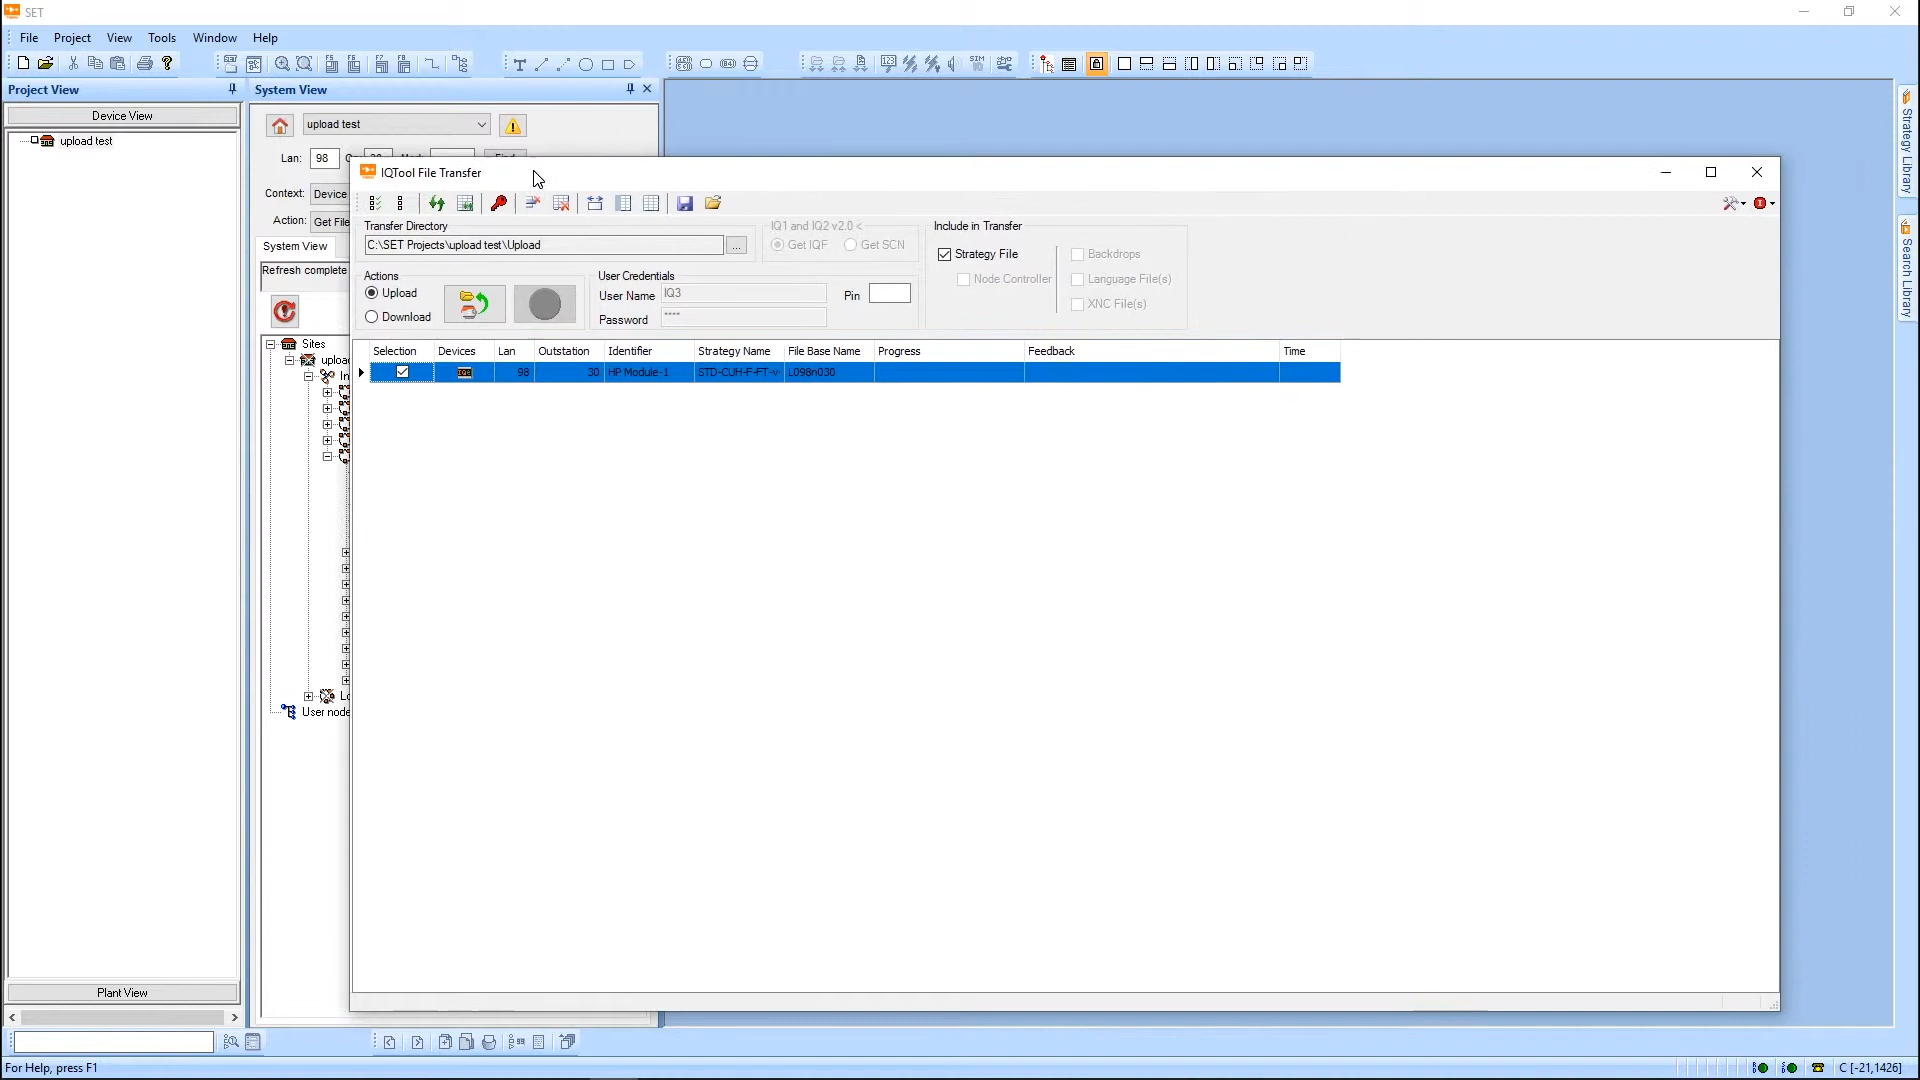 SET
File Project View Tools Window Help
Project View
System View
Device View
upload test
upload test
Lan: 98
IQTool File Transfer
Context: Device
Action: Get File
System View
Refresh complete
Sites
User node
Transfer Directory
C:\SET Projects\upload test\Upload
...
IQ1 and IQ2 v2.0 <
Get IQF Get SCN
Include in Transfer
Strategy File
Node Controller
Backdrops
Language File(s)
XNC File(s)
Actions
Upload
Download
User Credentials
User Name IQ3
Pin
Password ****
Selection Devices Lan Outstation Identifier Strategy Name File Base Name Progress Feedback Time
98 30 HP Module-1 STD-CUH-F-FT-v L098n030
Strategy Library
Search Library
Plant View
For Help, press F1
C [-21,1426]